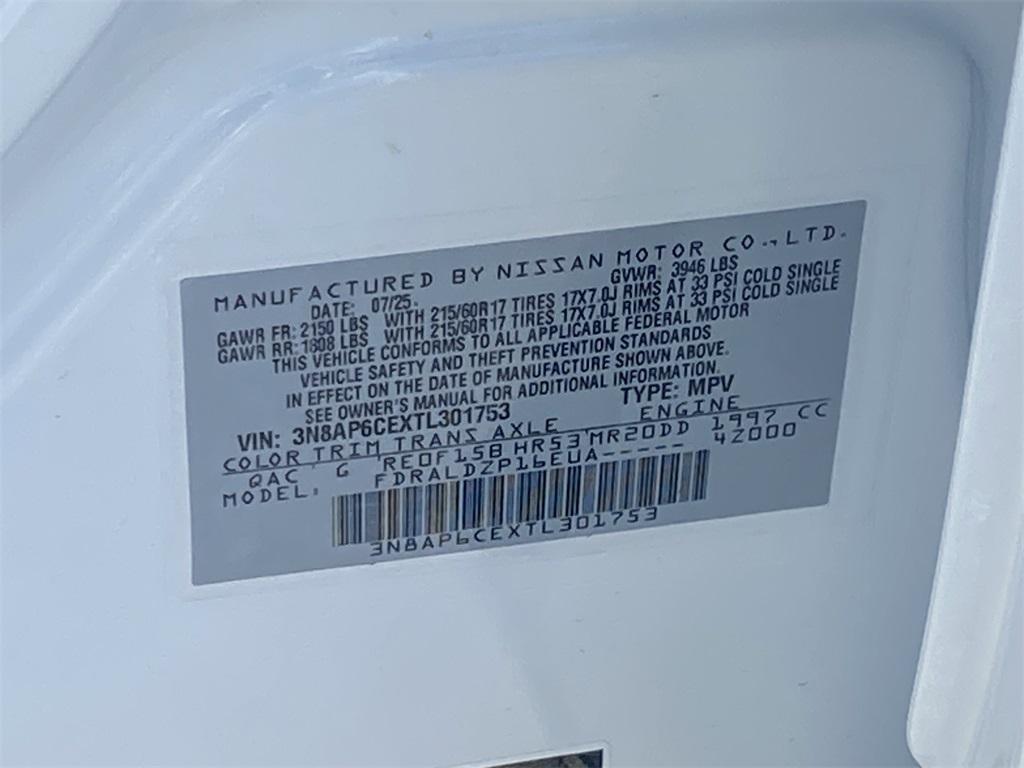 MANUFACTURED BY NISSAN MOTOR CO., LTD.
DATE: 07/25. GVWR: 3946 LBS
GAWR FR: 2150 LBS WITH 215/60R17 TIRES 17X7.0J RIMS AT 33 PSI COLD SINGLE
GAWR RR: 1808 LBS WITH 215/60R17 TIRES 17X7.0J RIMS AT 33 PSI COLD SINGLE
THIS VEHICLE CONFORMS TO ALL APPLICABLE FEDERAL MOTOR
VEHICLE SAFETY AND THEFT PREVENTION STANDARDS
IN EFFECT ON THE DATE OF MANUFACTURE SHOWN ABOVE.
SEE OWNER'S MANUAL FOR ADDITIONAL INFORMATION.
VIN: 3N8AP6CEXTL301753 TYPE: MPV
COLOR TRIM TRANS AXLE ENGINE
QAC G RE0F15B HR53 MR20DD 1997 CC
MODEL: FDRALDZP16EUA----- 4Z000
3N8AP6CEXTL301753